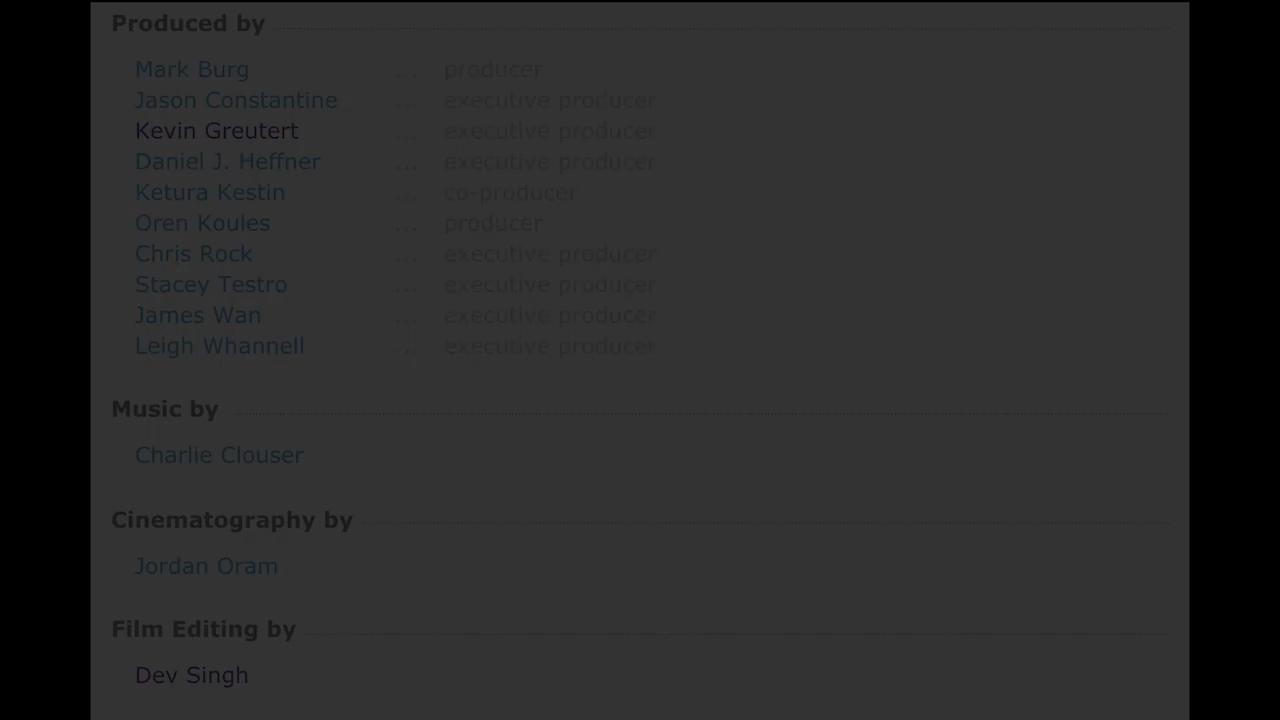 Produced by
Mark Burg ... producer
Jason Constantine ... executive producer
Kevin Greutert ... executive producer
Daniel J. Heffner ... executive producer
Ketura Kestin ... co-producer
Oren Koules ... producer
Chris Rock ... executive producer
Stacey Testro ... executive producer
James Wan ... executive producer
Leigh Whannell ... executive producer
Music by
Charlie Clouser
Cinematography by
Jordan Oram
Film Editing by
Dev Singh